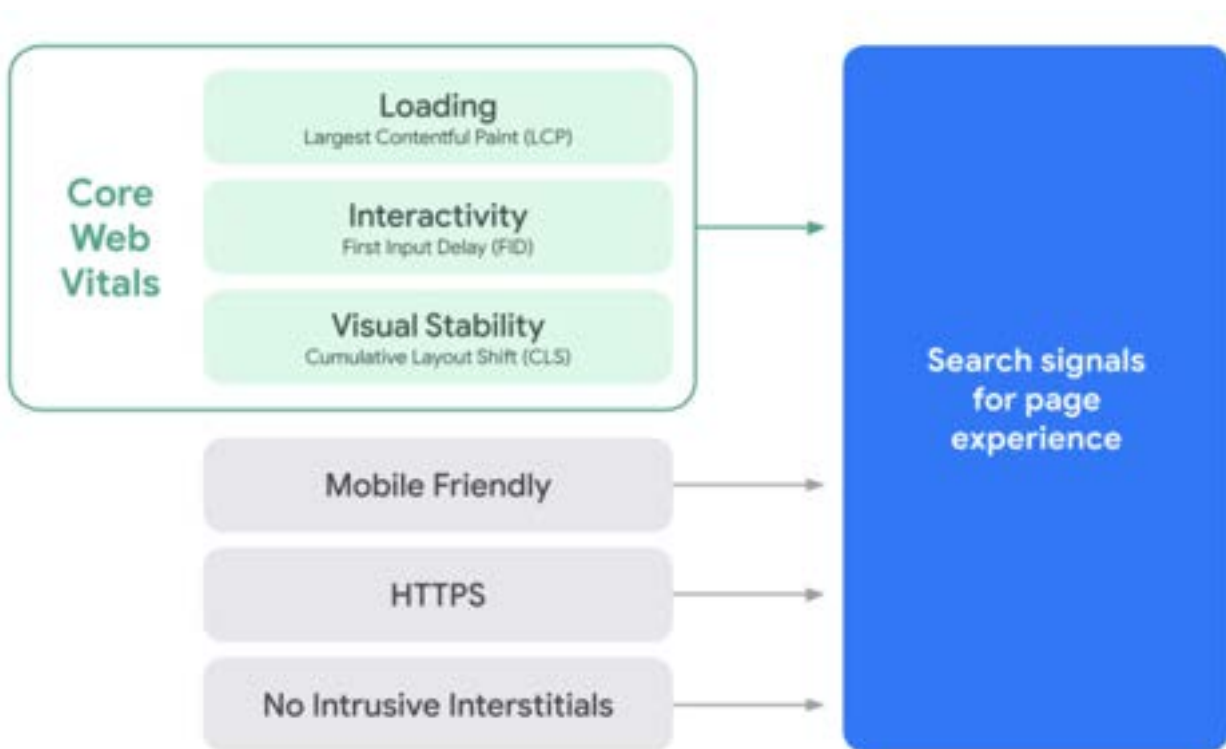 Core
Web
Vitals
Loading
Largest Contentful Paint (LCP)
Interactivity
First Input Delay (FID)
Visual Stability
Cumulative Layout Shift (CLS)
Mobile Friendly
HTTPS
No Intrusive Interstitials
Search signals
for page
experience